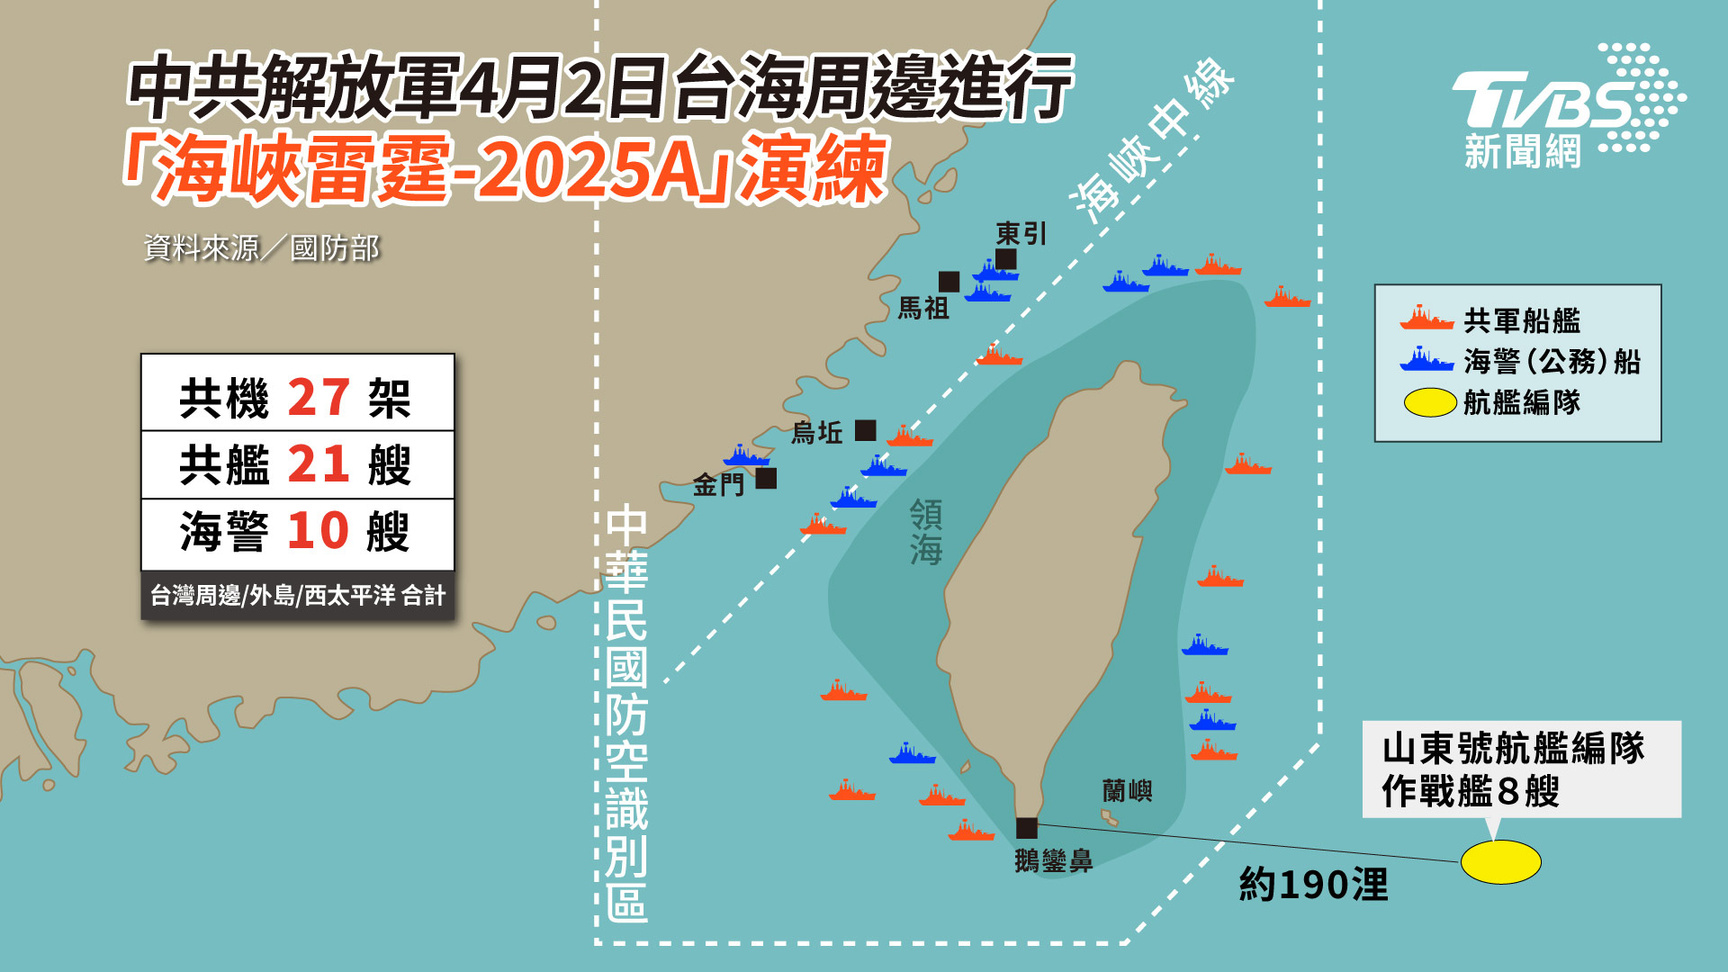 中共解放軍4月2日台海周邊進行
「海峽雷霆-2025A」演練
資料來源／國防部
TVBS
新聞網
海峽中線
東引
馬祖
烏坵
金門
共軍船艦
海警(公務)船
航艦編隊
共機 27 架
共艦 21 艘
海警 10 艘
台灣周邊/外島/西太平洋 合計
領海
中華民國防空識別區
蘭嶼
鵝鑾鼻
山東號航艦編隊
作戰艦8艘
約190浬